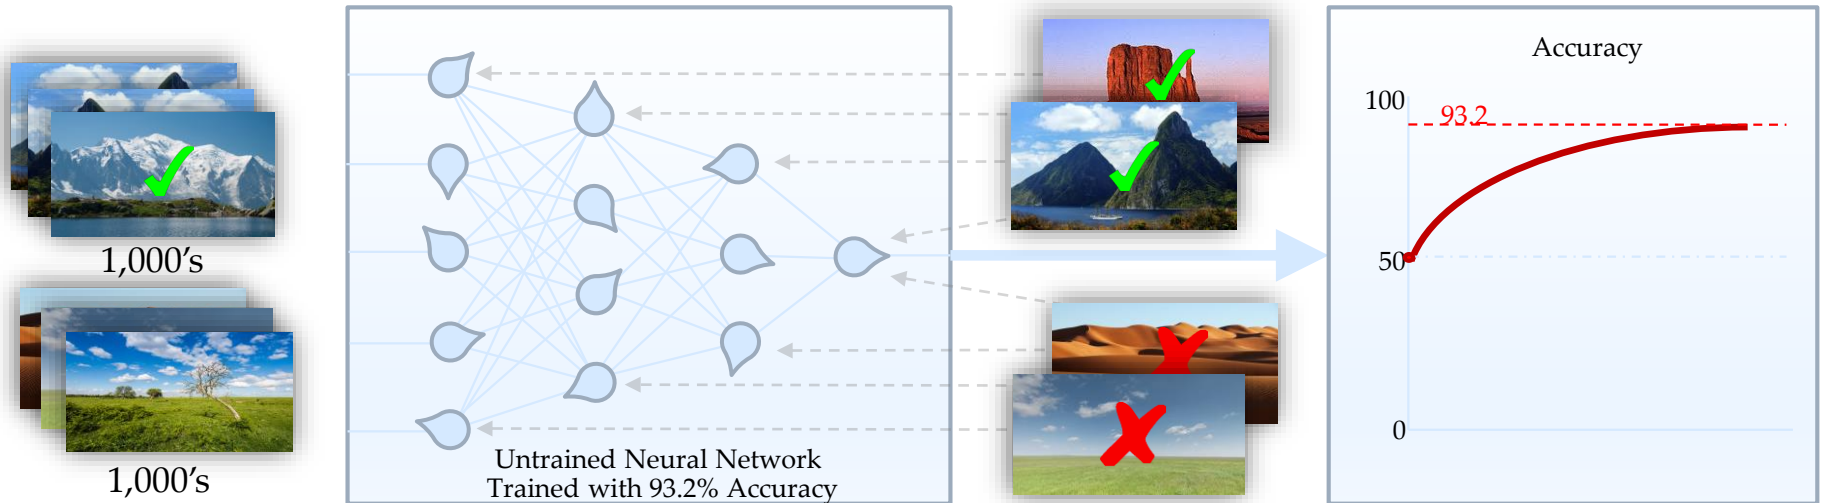 1,000's
1,000's
Untrained Neural Network
Trained with 93.2% Accuracy
Accuracy
100
93.2
50
0